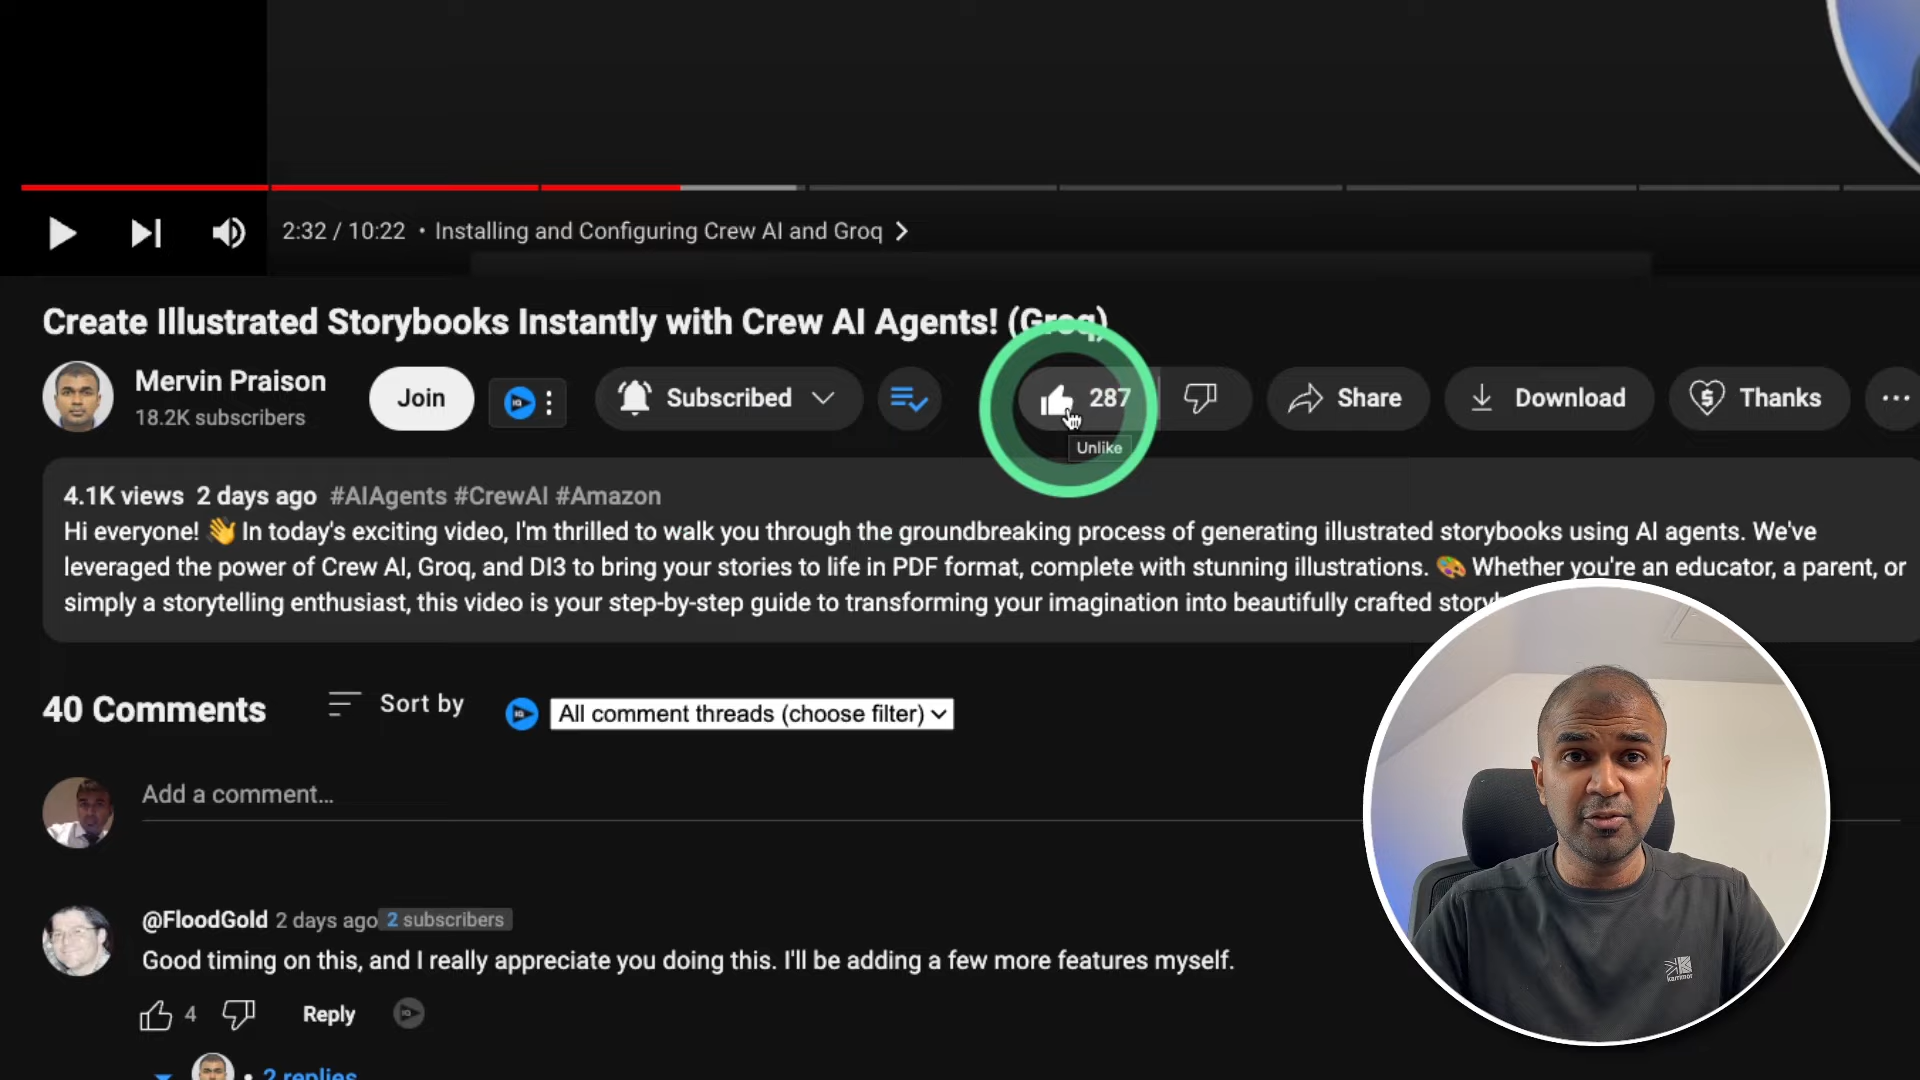 2:32 / 10:22 • Installing and Configuring Crew AI and Groq
Create Illustrated Storybooks Instantly with Crew AI Agents! (Groq)
Mervin Praison
18.2K subscribers
Join
Subscribed
287
Share
Download
Thanks
Unlike
4.1K views 2 days ago #AIAgents #CrewAI #Amazon
Hi everyone! 👋 In today's exciting video, I'm thrilled to walk you through the groundbreaking process of generating illustrated storybooks using AI agents. We've
leveraged the power of Crew AI, Groq, and DI3 to bring your stories to life in PDF format, complete with stunning illustrations. 🎨 Whether you're an educator, a parent, or
simply a storytelling enthusiast, this video is your step-by-step guide to transforming your imagination into beautifully crafted
40 Comments
Sort by
All comment threads (choose filter)
Add a comment...
@FloodGold 2 days ago 2 subscribers
Good timing on this, and I really appreciate you doing this. I'll be adding a few more features myself.
4
Reply
2 replies
karrimor